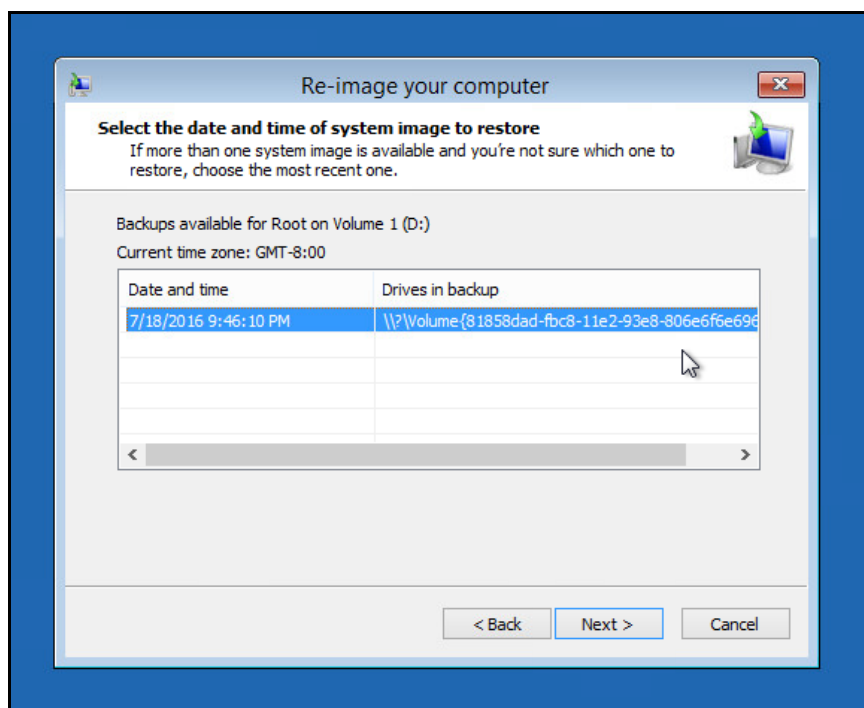 Re-image your computer
Select the date and time of system image to restore
If more than one system image is available and you're not sure which one to
restore, choose the most recent one.
Backups available for Root on Volume 1 (D:)
Current time zone: GMT-8:00
Date and time Drives in backup
7/18/2016 9:46:10 PM \\?\Volume{81858dad-fbc8-11e2-93e8-806e6f6e696
< Back Next > Cancel